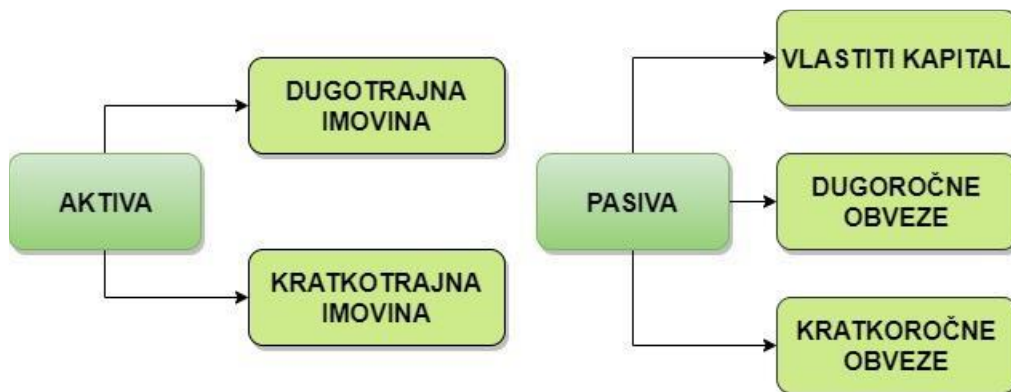 AKTIVA
DUGOTRAJNA
IMOVINA
KRATKOTRAJNA
IMOVINA
PASIVA
VLASTITI KAPITAL
DUGOROČNE
OBVEZE
KRATKOROČNE
OBVEZE